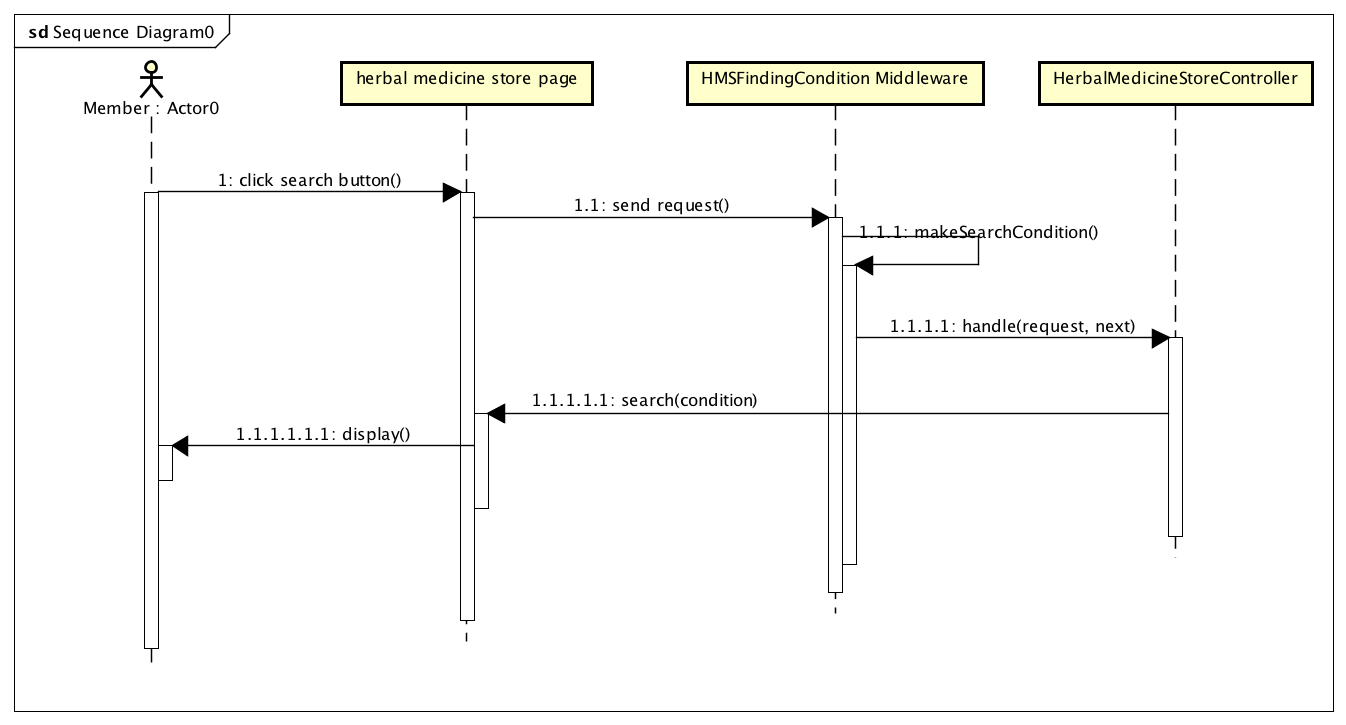 sd Sequence Diagram0
Member : Actor0
herbal medicine store page
HMSFindingCondition Middleware
HerbalMedicineStoreController
1: click search button()
1.1: send request()
1.1.1: makeSearchCondition()
1.1.1.1: handle(request, next)
1.1.1.1.1: search(condition)
1.1.1.1.1.1: display()